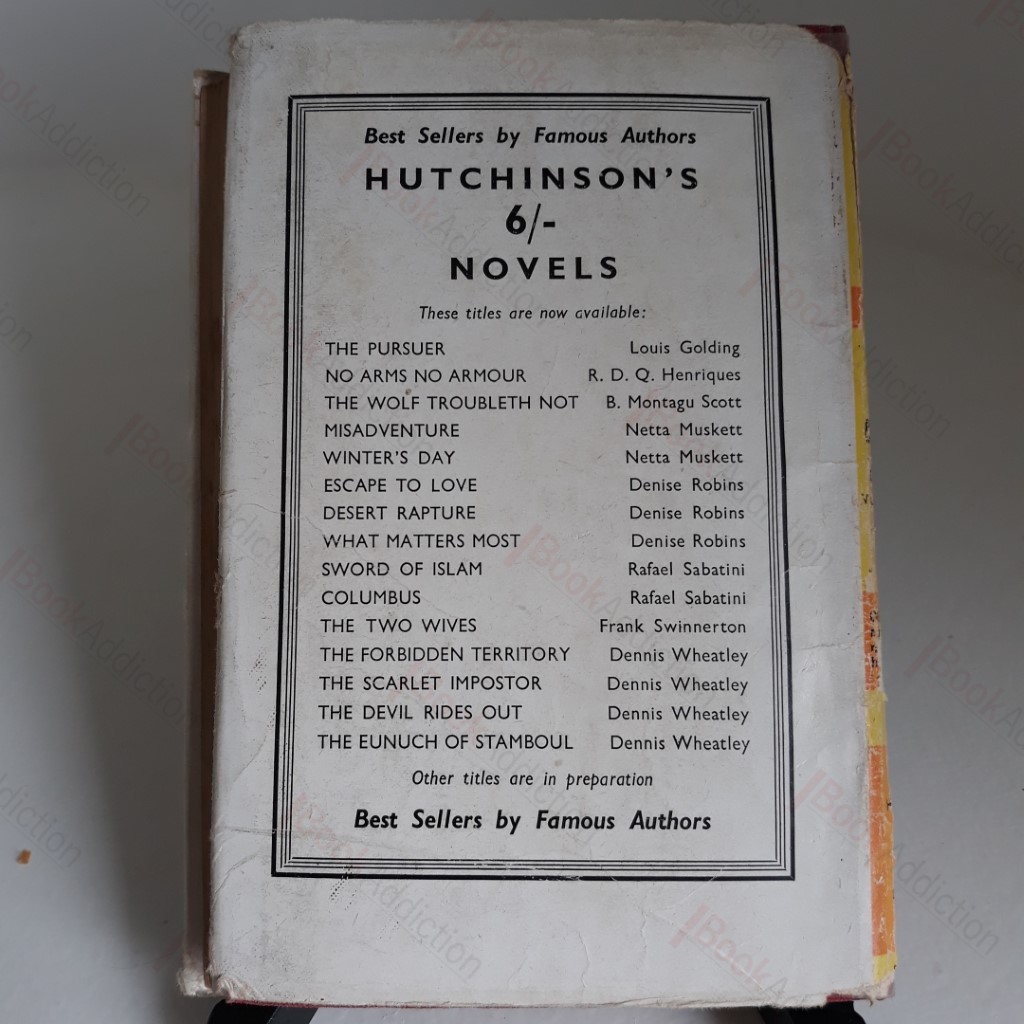 Best Sellers by Famous Authors
HUTCHINSON'S
6/-
NOVELS
These titles are now available:
THE PURSUER Louis Golding
NO ARMS NO ARMOUR R. D. Q. Henriques
THE WOLF TROUBLETH NOT B. Montagu Scott
MISADVENTURE Netta Muskett
WINTER'S DAY Netta Muskett
ESCAPE TO LOVE Denise Robins
DESERT RAPTURE Denise Robins
WHAT MATTERS MOST Denise Robins
SWORD OF ISLAM Rafael Sabatini
COLUMBUS Rafael Sabatini
THE TWO WIVES Frank Swinnerton
THE FORBIDDEN TERRITORY Dennis Wheatley
THE SCARLET IMPOSTOR Dennis Wheatley
THE DEVIL RIDES OUT Dennis Wheatley
THE EUNUCH OF STAMBOUL Dennis Wheatley
Other titles are in preparation
Best Sellers by Famous Authors
BookAddiction